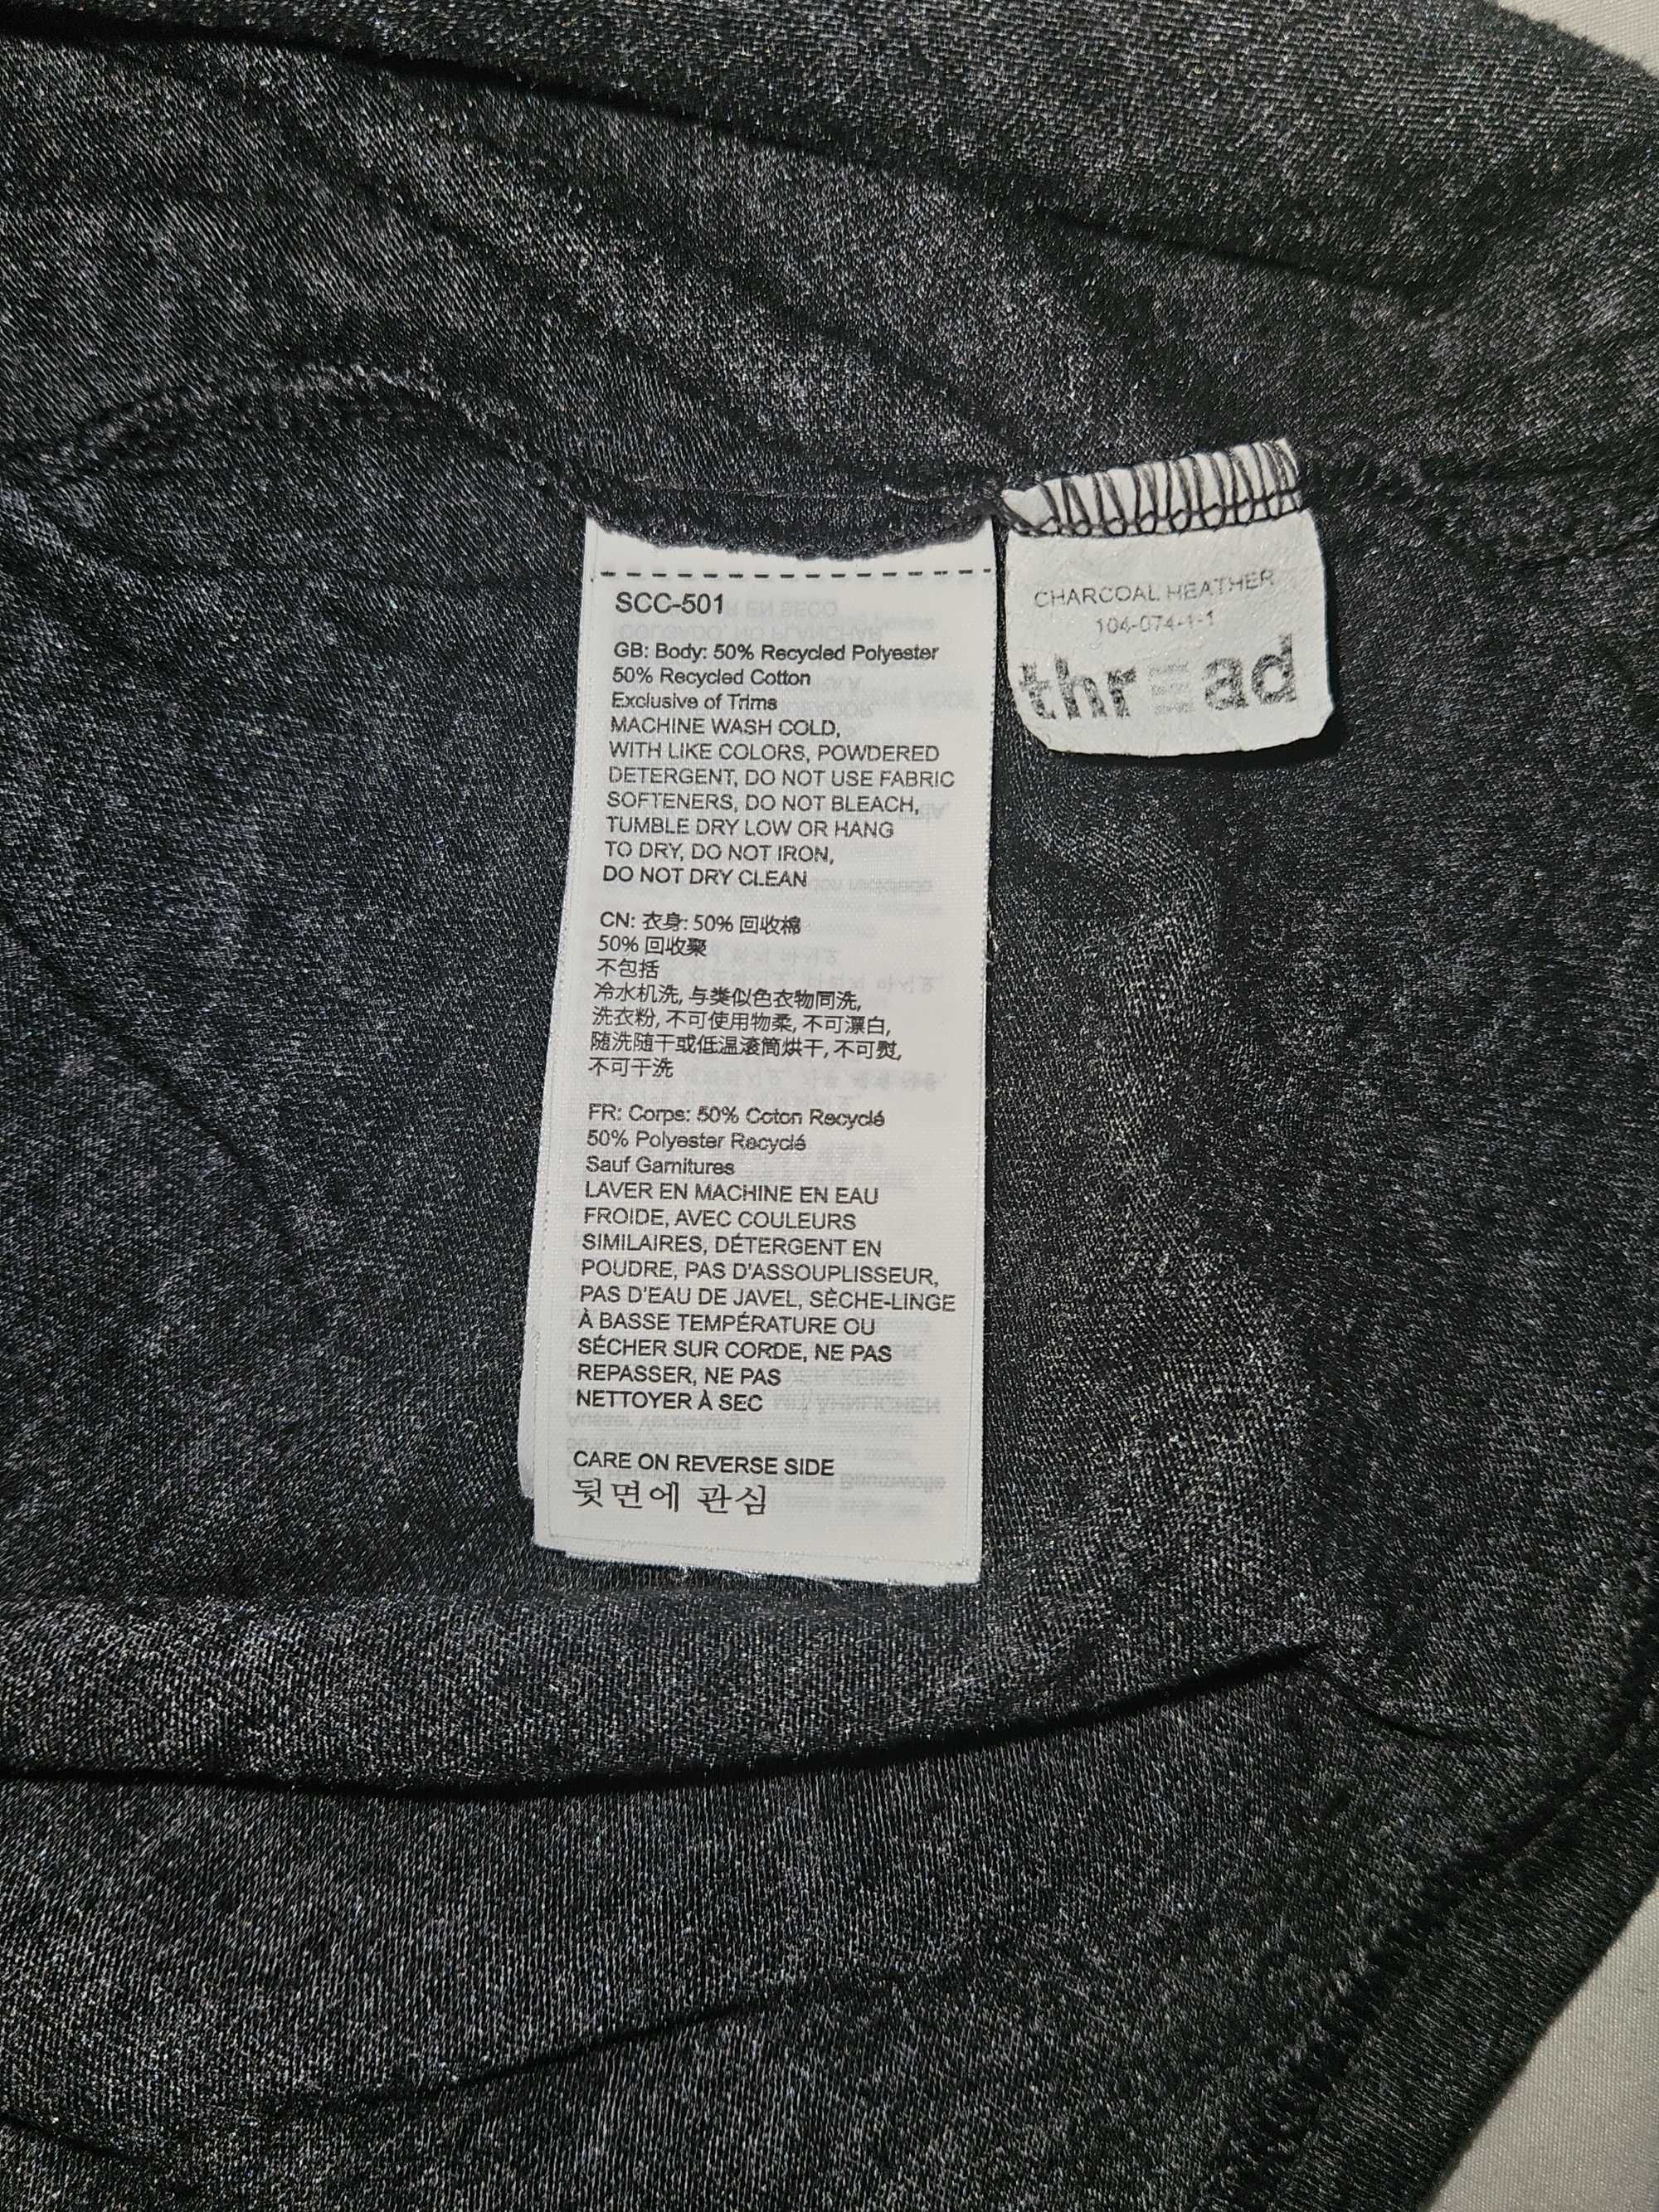 SCC-501
GB: Body: 50% Recycled Polyester
50% Recycled Cotton
Exclusive of Trims
MACHINE WASH COLD,
WITH LIKE COLORS, POWDERED
DETERGENT, DO NOT USE FABRIC
SOFTENERS, DO NOT BLEACH,
TUMBLE DRY LOW OR HANG
TO DRY, DO NOT IRON,
DO NOT DRY CLEAN
CN: 衣身: 50% 回收棉
50% 回收聚
不包括
冷水机洗, 与类似色衣物同洗,
洗衣粉, 不可使用物柔, 不可漂白,
随洗随干或低温滚筒烘干, 不可熨,
不可干洗
FR: Corps: 50% Coton Recyclé
50% Polyester Recyclé
Sauf Garnitures
LAVER EN MACHINE EN EAU
FROIDE, AVEC COULEURS
SIMILAIRES, DÉTERGENT EN
POUDRE, PAS D'ASSOUPLISSEUR,
PAS D'EAU DE JAVEL, SÈCHE-LINGE
À BASSE TEMPÉRATURE OU
SÉCHER SUR CORDE, NE PAS
REPASSER, NE PAS
NETTOYER À SEC
CARE ON REVERSE SIDE
뒷면에 관심
CHARCOAL HEATHER
104-074-1-1
thread